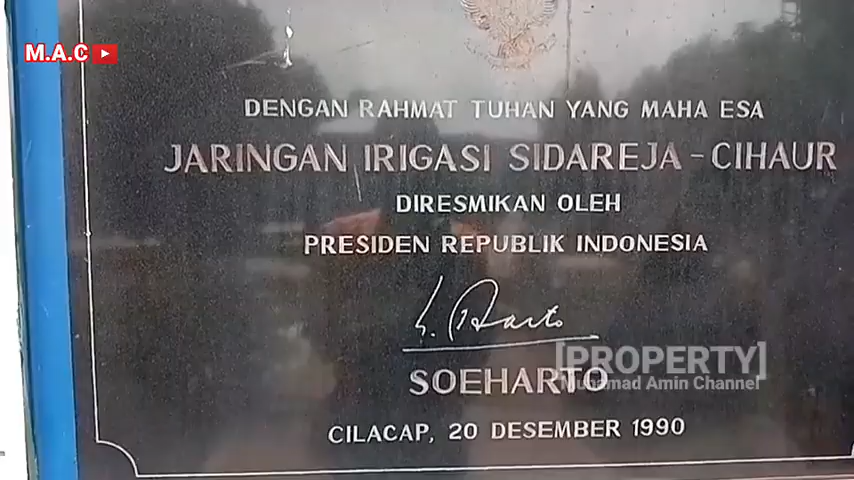 M.A.C
DENGAN RAHMAT TUHAN YANG MAHA ESA
JARINGAN IRIGASI SIDAREJA - CIHAUR
DIRESMIKAN OLEH
PRESIDEN REPUBLIK INDONESIA
[PROPERTY]
SOEHARTO
Muhamad Amin Channel
CILACAP, 20 DESEMBER 1990